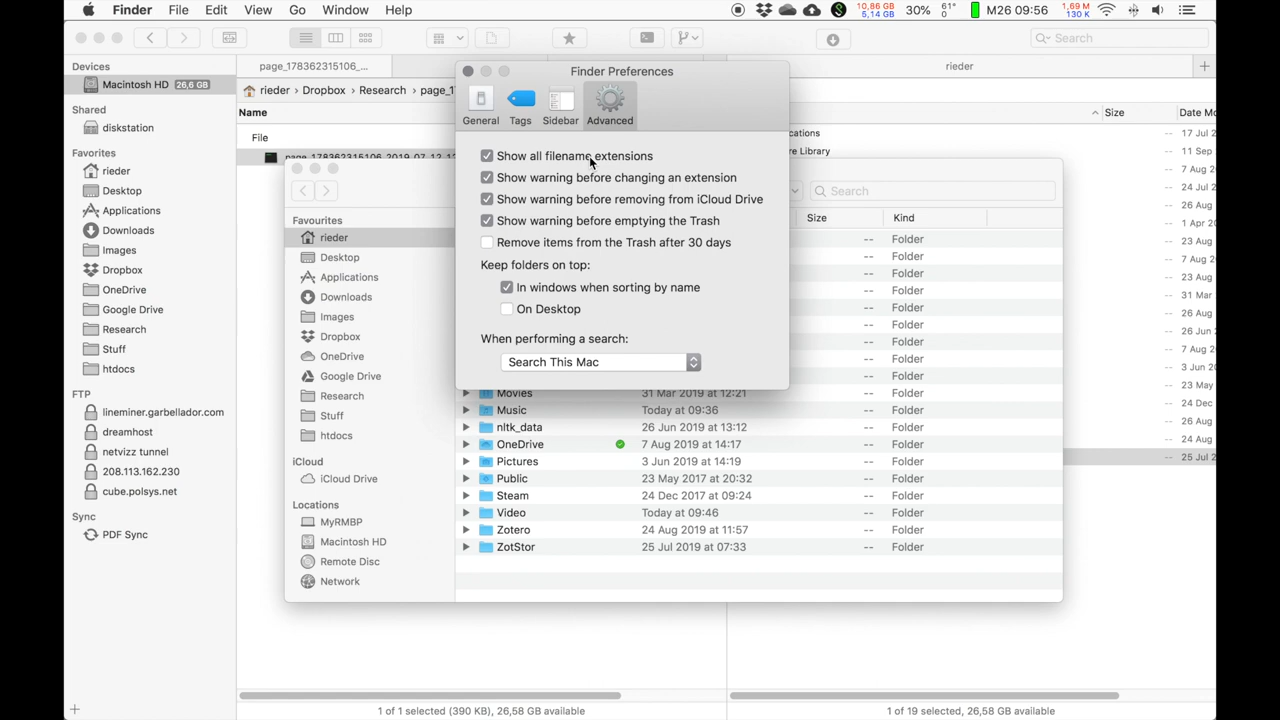 Finder File Edit View Go Window Help
10,86 GB
5,14 GB
30%
61°
0
M26 09:56
1,69 M
130 K
Search
Devices
Macintosh HD 26,6 GB
Shared
diskstation
Favorites
rieder
Desktop
Applications
Downloads
Images
Dropbox
OneDrive
Google Drive
Research
Stuff
htdocs
FTP
lineminer.garbellador.com
dreamhost
netvizz tunnel
208.113.162.230
cube.polsys.net
Sync
PDF Sync
page_178362315106_...
rieder › Dropbox › Research › page_1
Name
File
page_178362315106_2019_07_12_12
1 of 1 selected (390 KB), 26,58 GB available
Finder Preferences
General Tags Sidebar Advanced
Show all filename extensions
Show warning before changing an extension
Show warning before removing from iCloud Drive
Show warning before emptying the Trash
Remove items from the Trash after 30 days
Keep folders on top:
In windows when sorting by name
On Desktop
When performing a search:
Search This Mac
Search
Favourites
rieder
Desktop
Applications
Downloads
Images
Dropbox
OneDrive
Google Drive
Research
Stuff
htdocs
iCloud
iCloud Drive
Locations
MyRMBP
Macintosh HD
Remote Disc
Network
Size Kind
-- Folder
-- Folder
-- Folder
-- Folder
-- Folder
-- Folder
-- Folder
-- Folder
-- Folder
Movies 31 Mar 2019 at 12:21 -- Folder
Music Today at 09:36 -- Folder
nltk_data 26 Jun 2019 at 13:12 -- Folder
OneDrive 7 Aug 2019 at 14:17 -- Folder
Pictures 3 Jun 2019 at 14:19 -- Folder
Public 23 May 2017 at 20:32 -- Folder
Steam 24 Dec 2017 at 09:24 -- Folder
Video Today at 09:46 -- Folder
Zotero 24 Aug 2019 at 11:57 -- Folder
ZotStor 25 Jul 2019 at 07:33 -- Folder
rieder
Size Date Mo
cations 17 Jul 2
re Library 11 Sep
7 Aug 2
24 Jul 2
26 Aug
1 Apr 20
23 Aug
7 Aug 2
23 Aug
-- 31 Mar
-- 26 Aug
-- 26 Jun
-- 7 Aug 2
-- 3 Jun 2
-- 23 May
-- 24 Dec
-- 26 Aug
-- 24 Aug
-- 25 Jul 2
1 of 19 selected, 26,58 GB available